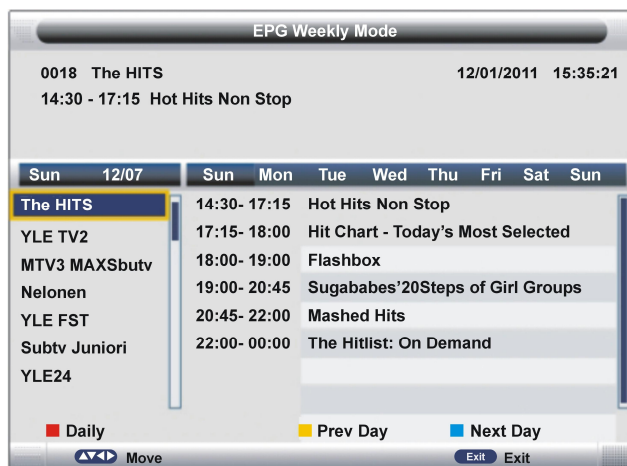 EPG Weekly Mode
0018 The HITS 12/01/2011 15:35:21
14:30 - 17:15 Hot Hits Non Stop
Sun 12/07 Sun Mon Tue Wed Thu Fri Sat Sun
The HITS
YLE TV2
MTV3 MAXSbutv
Nelonen
YLE FST
Subtv Juniori
YLE24
14:30- 17:15 Hot Hits Non Stop
17:15- 18:00 Hit Chart - Today's Most Selected
18:00- 19:00 Flashbox
19:00- 20:45 Sugababes'20Steps of Girl Groups
20:45- 22:00 Mashed Hits
22:00- 00:00 The Hitlist: On Demand
Daily Prev Day Next Day
Move Exit Exit